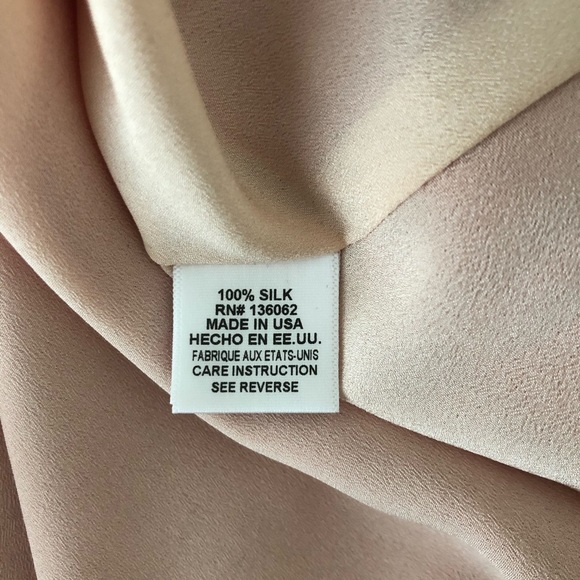 100% SILK
RN# 136062
MADE IN USA
HECHO EN EE.UU.
FABRIQUE AUX ETATS-UNIS
CARE INSTRUCTION
SEE REVERSE